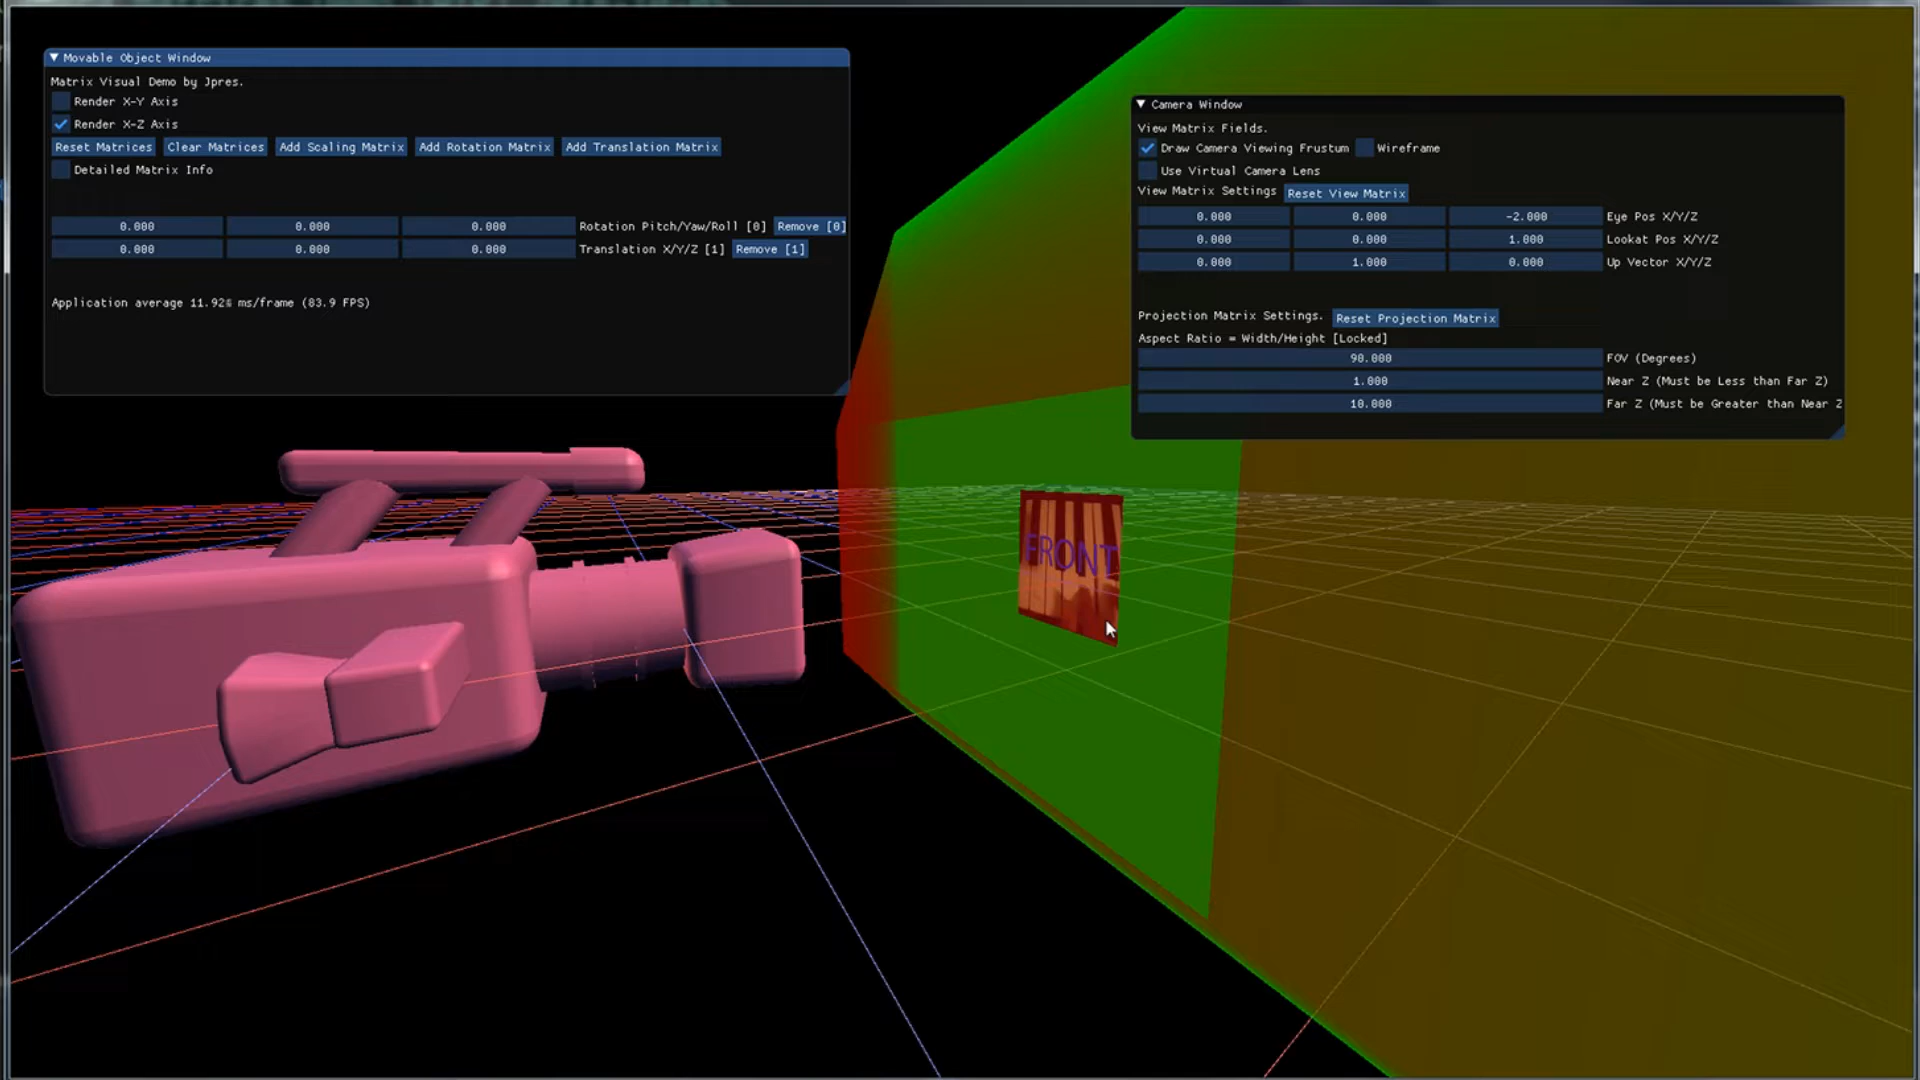 Movable Object Window
Matrix Visual Demo by Jpres.
Render X-Y Axis
Render X-Z Axis
Reset Matrices Clear Matrices Add Scaling Matrix Add Rotation Matrix Add Translation Matrix
Detailed Matrix Info
0.000 0.000 0.000 Rotation Pitch/Yaw/Roll [0] Remove [0]
0.000 0.000 0.000 Translation X/Y/Z [1] Remove [1]
Application average ms/frame (83.9 FPS)
Camera Window
View Matrix Fields.
Draw Camera Viewing Frustum Wireframe
Use Virtual Camera Lens
View Matrix Settings Reset View Matrix
0.000 0.000 -2.000 Eye Pos X/Y/Z
0.000 0.000 1.000 Lookat Pos X/Y/Z
0.000 1.000 0.000 Up Vector X/Y/Z
Projection Matrix Settings. Reset Projection Matrix
Aspect Ratio = Width/Height [Locked]
90.000 FOV (Degrees)
1.000 Near Z (Must be Less than Far Z)
10.000 Far Z (Must be Greater than Near Z
FRONT